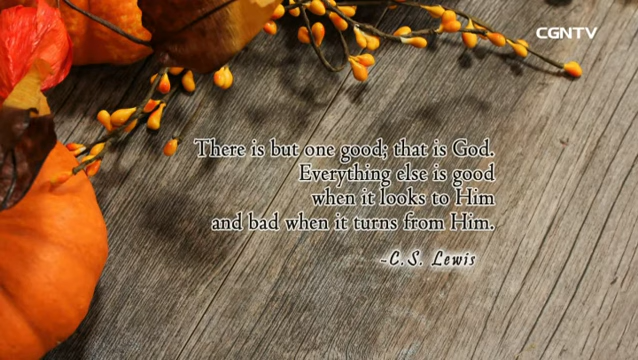 CGNTV
There is but one good; that is God.
Everything else is good
when it looks to Him
and bad when it turns from Him.
-C.S. Lewis